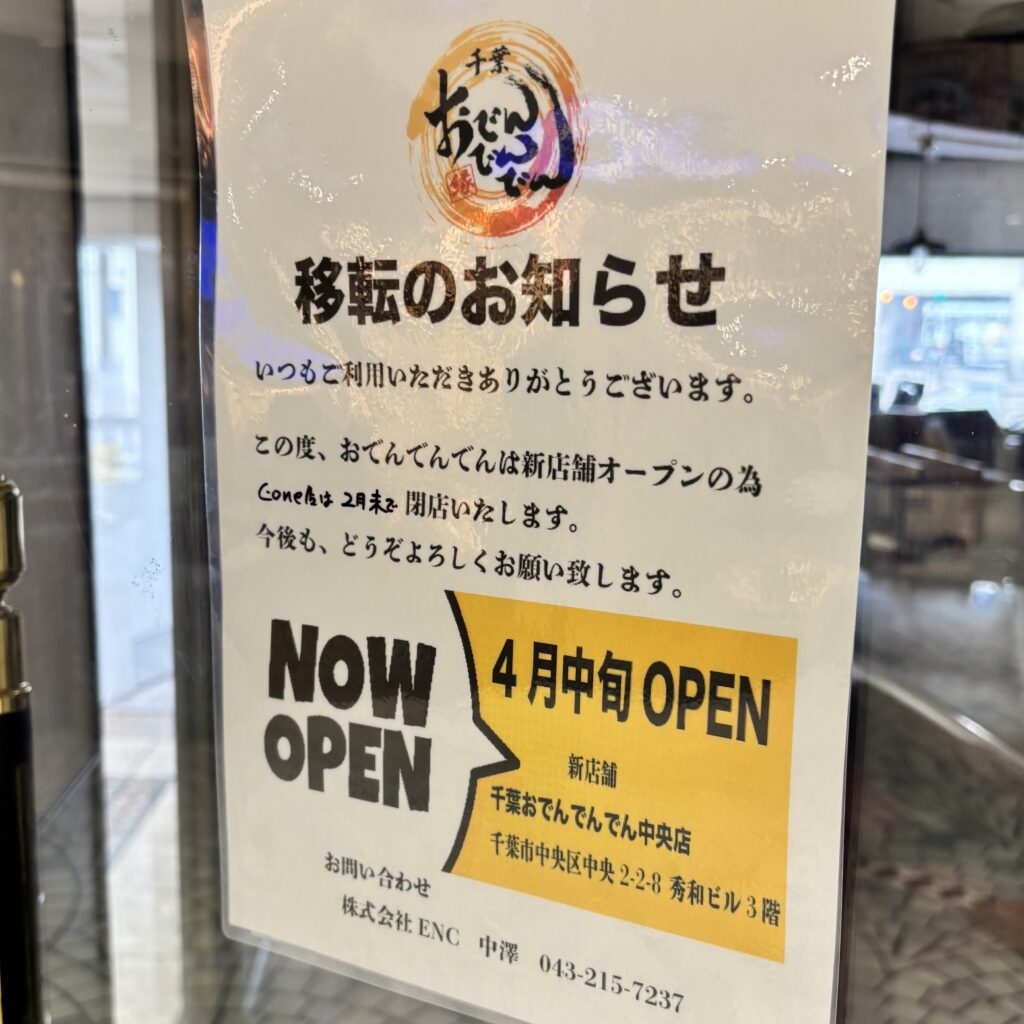 千葉
おでん
でんでん
縁
移転のお知らせ
いつもご利用いただきありがとうございます。
この度、おでんでんでんは新店舗オープンの為
C-one店は 2月末で 閉店いたします。
今後も、どうぞよろしくお願い致します。
NOW
OPEN
4月中旬OPEN
新店舗
千葉おでんでんでん中央店
千葉市中央区中央2-2-8 秀和ビル3階
お問い合わせ
株式会社ENC 中澤 043-215-7237